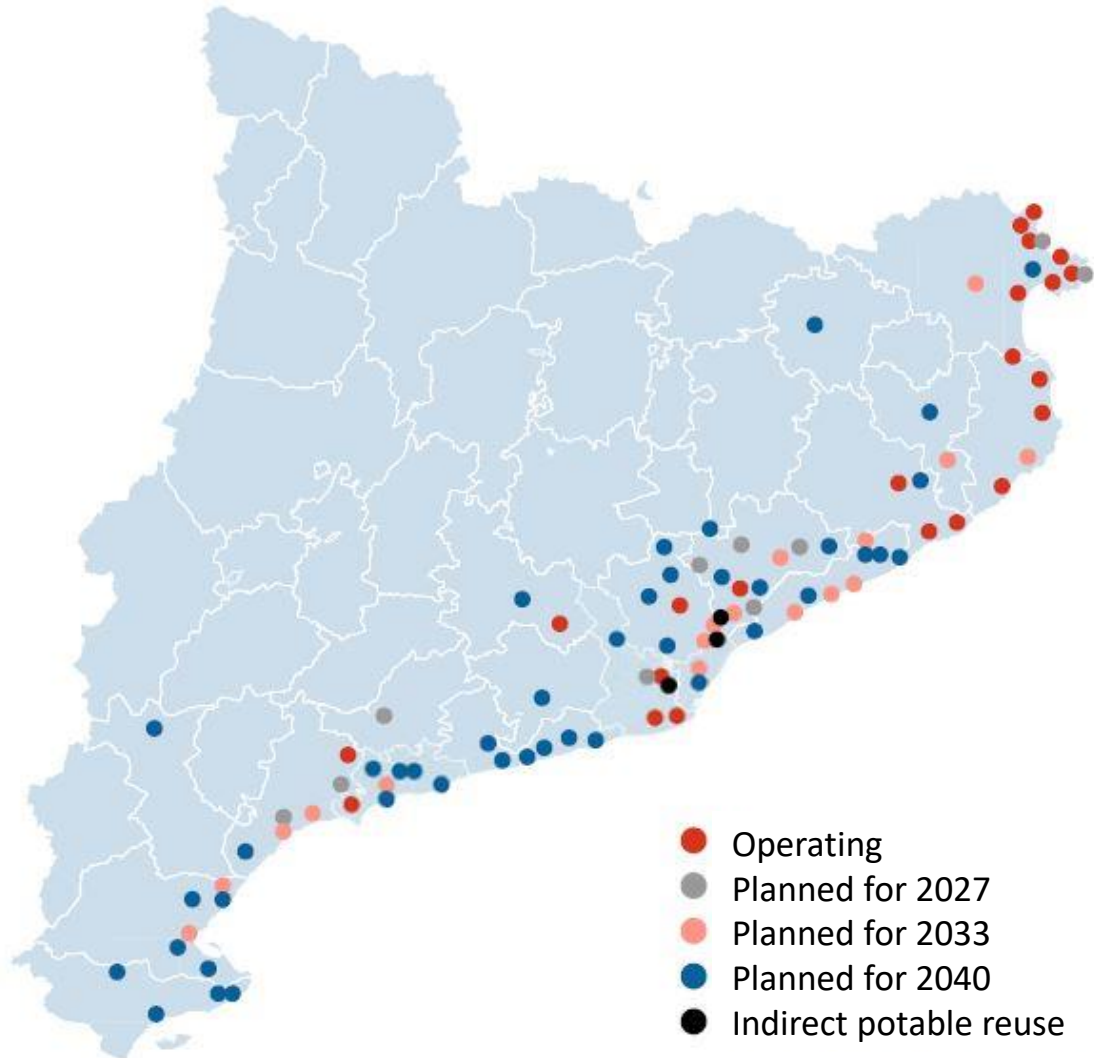 Operating
Planned for 2027
Planned for 2033
Planned for 2040
Indirect potable reuse